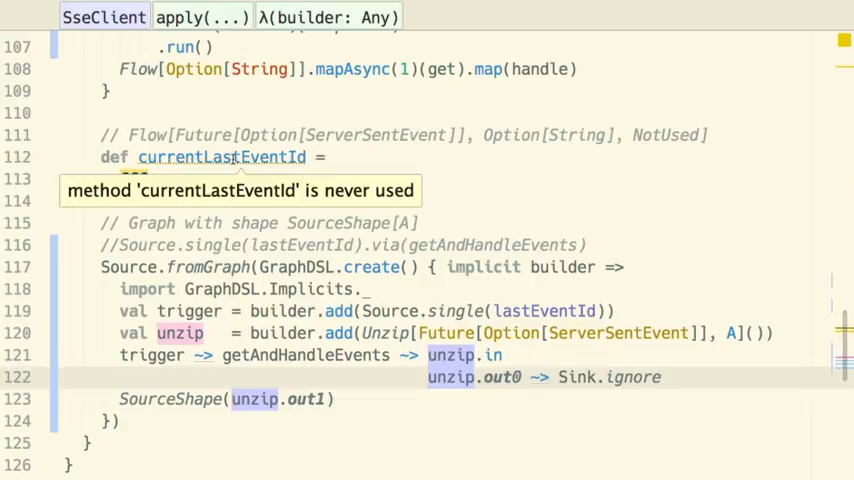 SseClient apply(...) λ(builder: Any)
107 .run()
108 Flow[Option[String]].mapAsync(1)(get).map(handle)
109 }
110
111 // Flow[Future[Option[ServerSentEvent]], Option[String], NotUsed]
112 def currentLastEventId =
113 ???
method 'currentLastEventId' is never used
114
115 // Graph with shape SourceShape[A]
116 //Source.single(lastEventId).via(getAndHandleEvents)
117 Source.fromGraph(GraphDSL.create() { implicit builder =>
118 import GraphDSL.Implicits._
119 val trigger = builder.add(Source.single(lastEventId))
120 val unzip = builder.add(Unzip[Future[Option[ServerSentEvent]], A]())
121 trigger ~> getAndHandleEvents ~> unzip.in
122 unzip.out0 ~> Sink.ignore
123 SourceShape(unzip.out1)
124 })
125 }
126 }